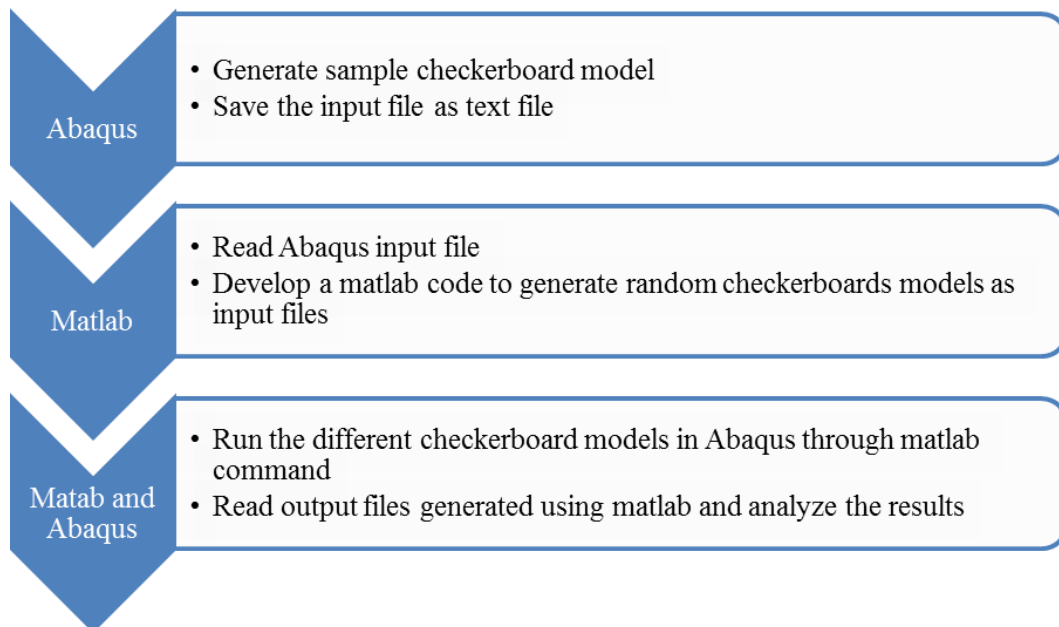 Abaqus
• Generate sample checkerboard model
• Save the input file as text file
Matlab
• Read Abaqus input file
• Develop a matlab code to generate random checkerboards models as
input files
Matab and
Abaqus
• Run the different checkerboard models in Abaqus through matlab
command
• Read output files generated using matlab and analyze the results